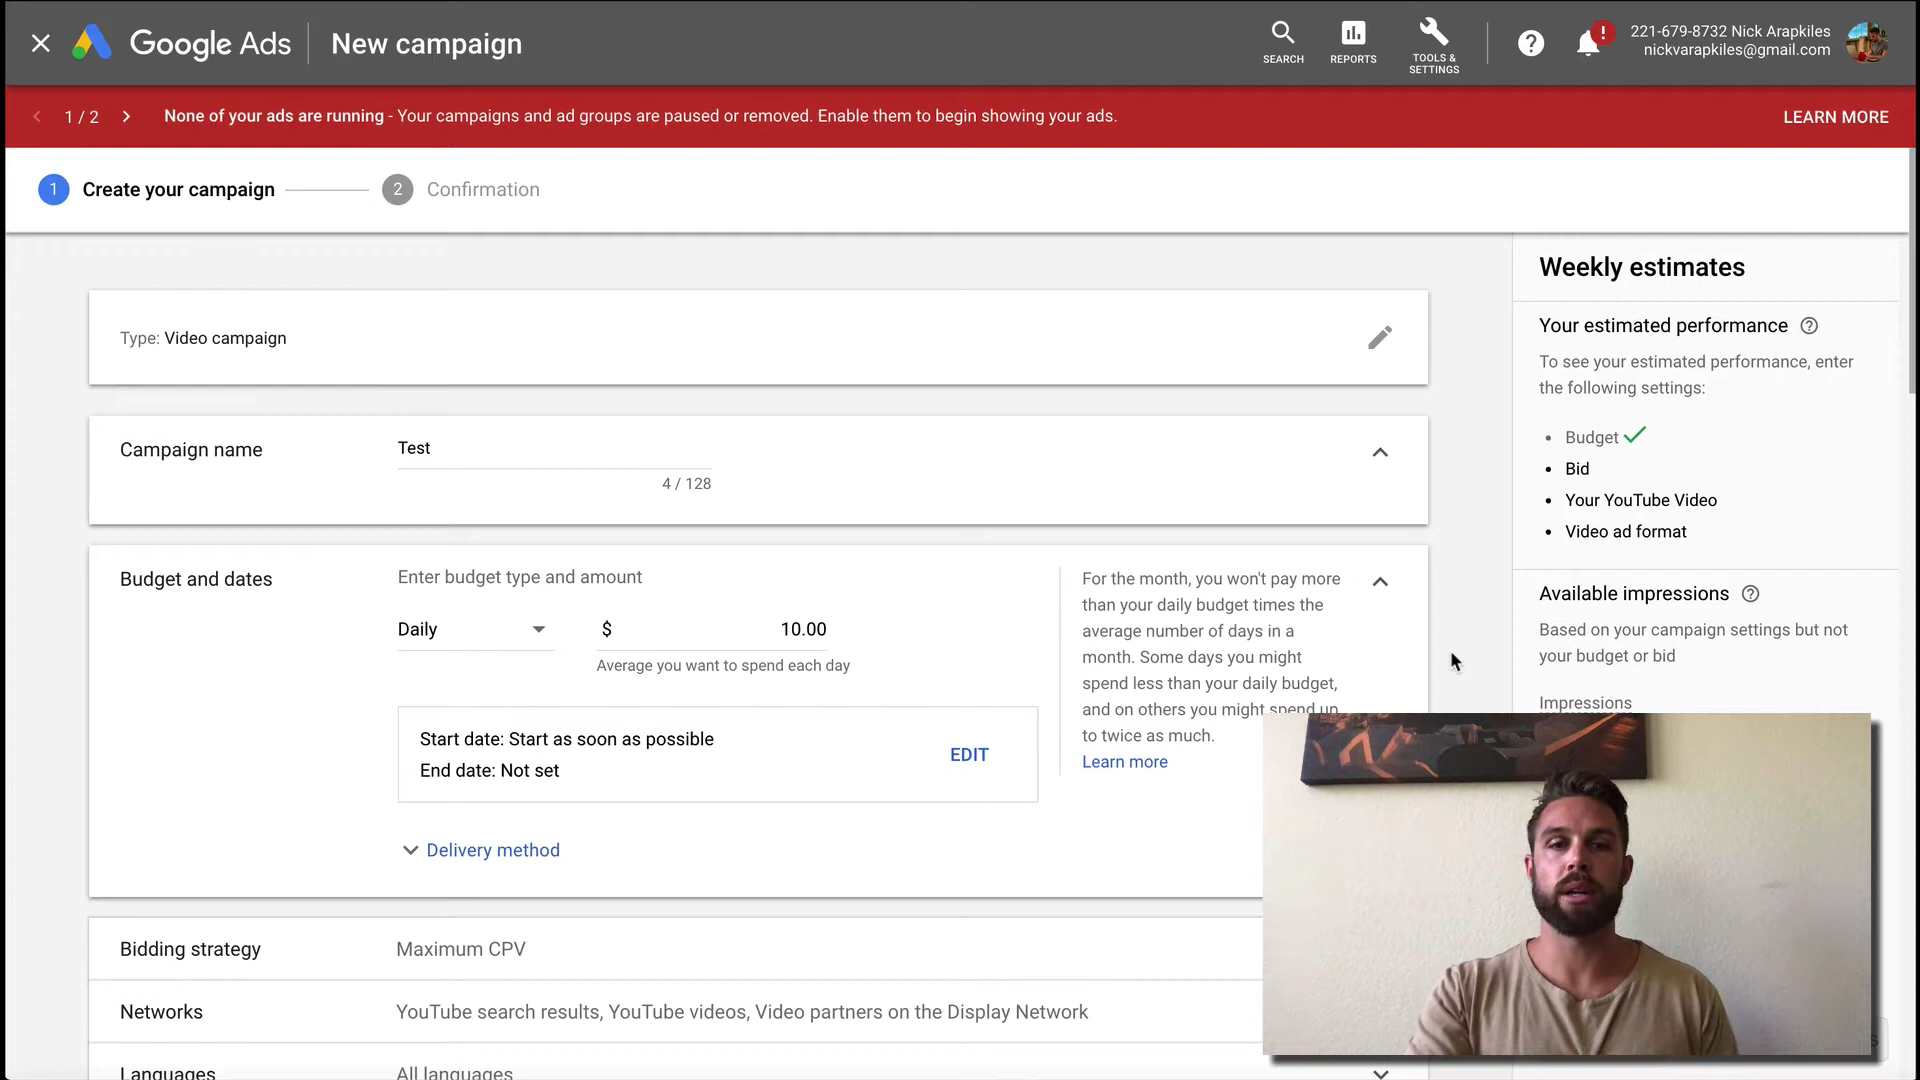 Google Ads
New campaign
SEARCH
REPORTS
TOOLS &
SETTINGS
221-679-8732 Nick Arapkiles
nickvarapkiles@gmail.com
1 / 2
None of your ads are running - Your campaigns and ad groups are paused or removed. Enable them to begin showing your ads.
LEARN MORE
1
Create your campaign
2
Confirmation
Type: Video campaign
Campaign name
Test
4 / 128
Budget and dates
Enter budget type and amount
Daily
$
10.00
Average you want to spend each day
Start date: Start as soon as possible
End date: Not set
EDIT
Delivery method
For the month, you won't pay more
than your daily budget times the
average number of days in a
month. Some days you might
spend less than your daily budget,
and on others you might spend up
to twice as much.
Learn more
Bidding strategy
Maximum CPV
Networks
YouTube search results, YouTube videos, Video partners on the Display Network
Languages
All languages
Weekly estimates
Your estimated performance
To see your estimated performance, enter
the following settings:
• Budget
• Bid
• Your YouTube Video
• Video ad format
Available impressions
Based on your campaign settings but not
your budget or bid
Impressions